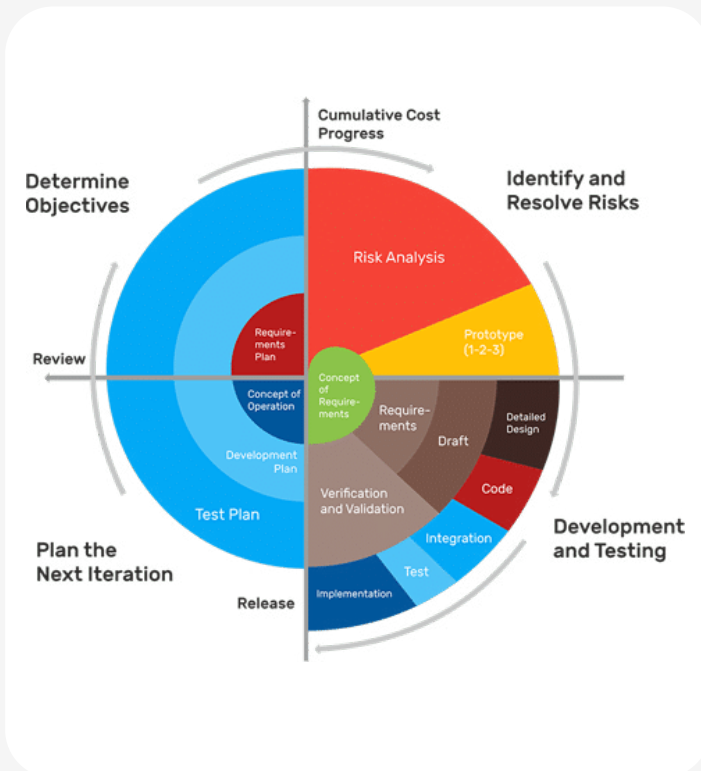 Cumulative Cost
Progress
Determine
Objectives
Identify and
Resolve Risks
Risk Analysis
Require-
ments
Plan
Prototype
(1-2-3)
Review
Concept of
Operation
Concept
of
Require-
ments
Require-
ments
Detailed
Design
Draft
Development
Plan
Code
Verification
and Validation
Test Plan
Integration
Development
and Testing
Plan the
Next Iteration
Test
Implementation
Release